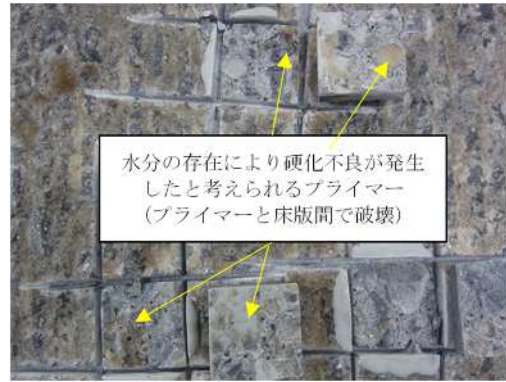 水分の存在により硬化不良が発生
したと考えられるプライマー
(プライマーと床版間で破壊)